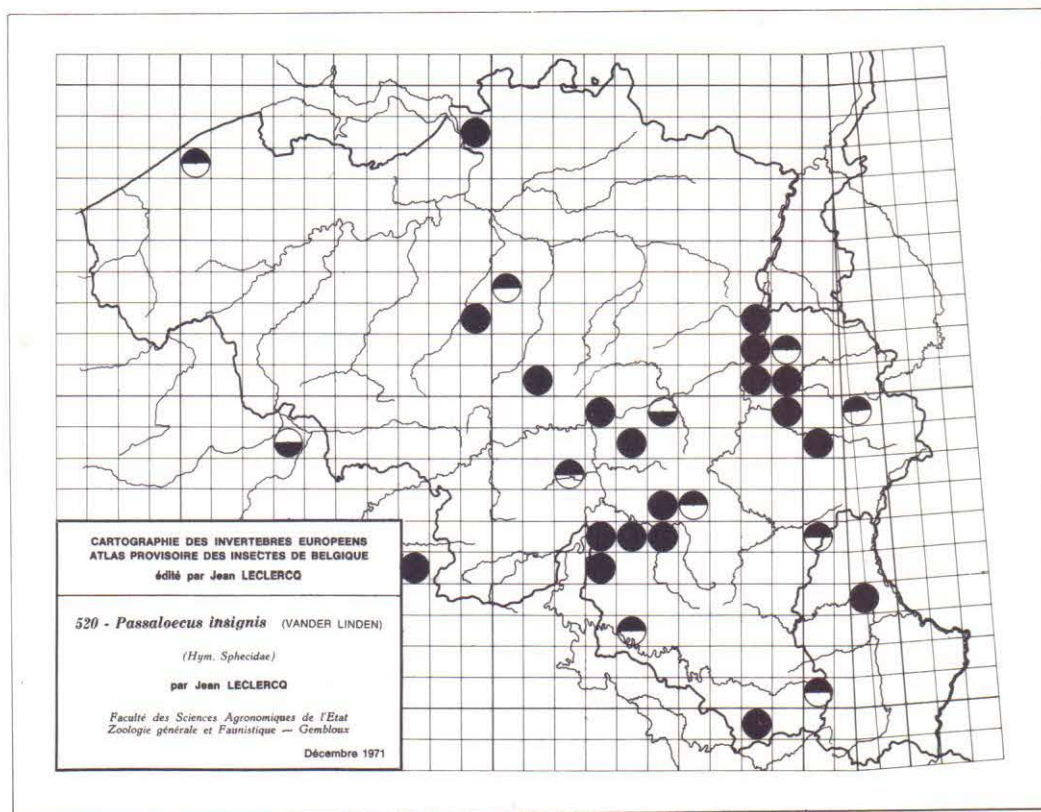 CARTOGRAPHIE DES INVERTEBRES EUROPEENS
ATLAS PROVISOIRE DES INSECTES DE BELGIQUE
édité par Jean LECLERCQ
520 - Passaloecus insignis (VANDER LINDEN)
(Hym. Sphecidae)
par Jean LECLERCQ
Faculté des Sciences Agronomiques de l'Etat
Zoologie générale et Faunistique — Gembloux
Décembre 1971